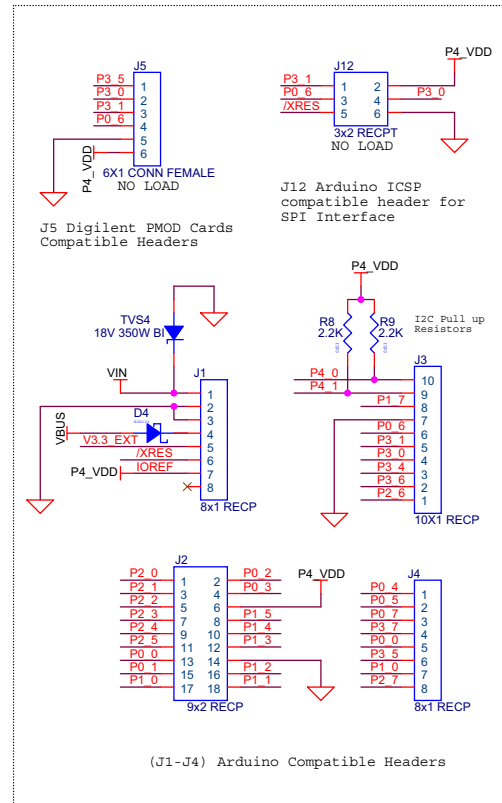 J5
P3_5 1
P3_0 2
P3_1 3
P0_6 4
5
6
P4_VDD
6X1 CONN FEMALE
NO LOAD
J5 Digilent PMOD Cards
Compatible Headers
J12
P4_VDD
P3_1 1 2
P0_6 3 4 P3_0
/XRES 5 6
3x2 RECPT
NO LOAD
J12 Arduino ICSP
compatible header for
SPI Interface
TVS4
18V 350W BI
VIN
J1
1
2
3
VBUS D4 4
V3.3_EXT 5
/XRES 6
P4_VDD IOREF 7
8
8x1 RECP
P4_VDD
R8
2.2K
R9
2.2K
I2C Pull up
Resistors
J3
P4_0 10
P4_1 9
P1_7 8
7
P0_6 6
P3_1 5
P3_0 4
P3_4 3
P3_6 2
P2_6 1
10X1 RECP
J2
P2_0 1 2 P0_2
P2_1 3 4 P0_3
P2_2 5 6 P4_VDD
P2_3 7 8 P1_5
P2_4 9 10 P1_4
P2_5 11 12 P1_3
P0_0 13 14
P0_1 15 16 P1_2
P1_0 17 18 P1_1
9x2 RECP
J4
P0_4 1
P0_5 2
P0_7 3
P3_7 4
P0_0 5
P3_5 6
P1_0 7
P2_7 8
8x1 RECP
(J1-J4) Arduino Compatible Headers